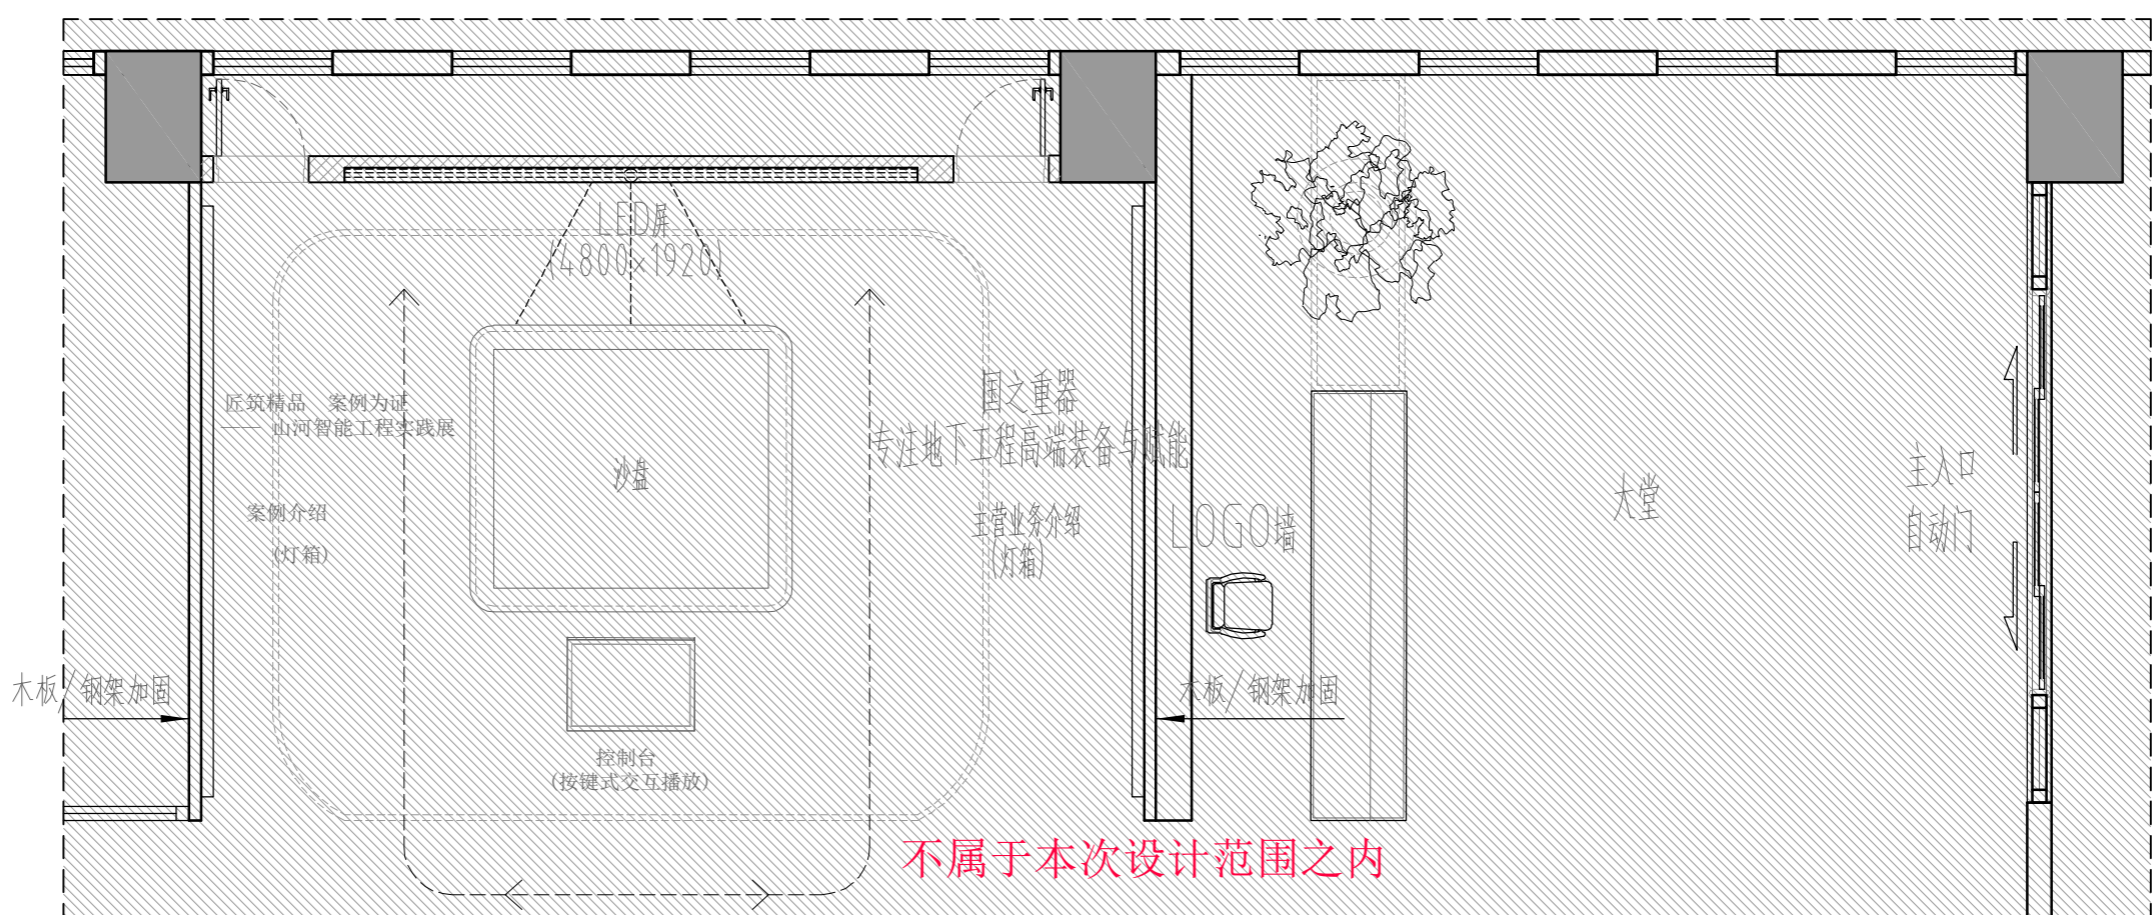 LED屏
(4800×1920)
匠筑精品 案例为证
—— 山河智能工程实践展
案例介绍
(灯箱)
沙盘
国之重器
专注地下工程高端装备与赋能
主营业务介绍
(灯箱)
LOGO墙
大堂
主入口
自动门
木板/钢架加固
木板/钢架加固
控制台
(按键式交互播放)
不属于本次设计范围之内